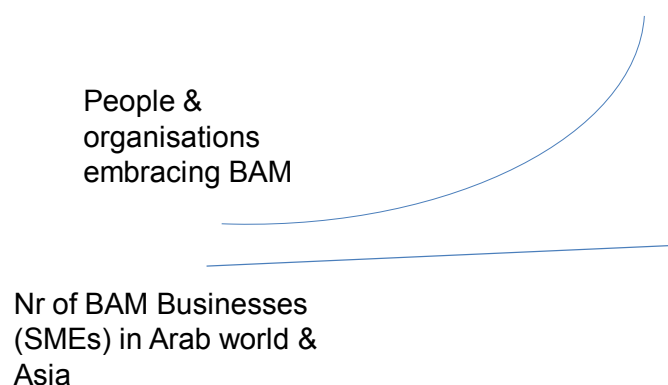 People &
organisations
embracing BAM
Nr of BAM Businesses
(SMEs) in Arab world &
Asia